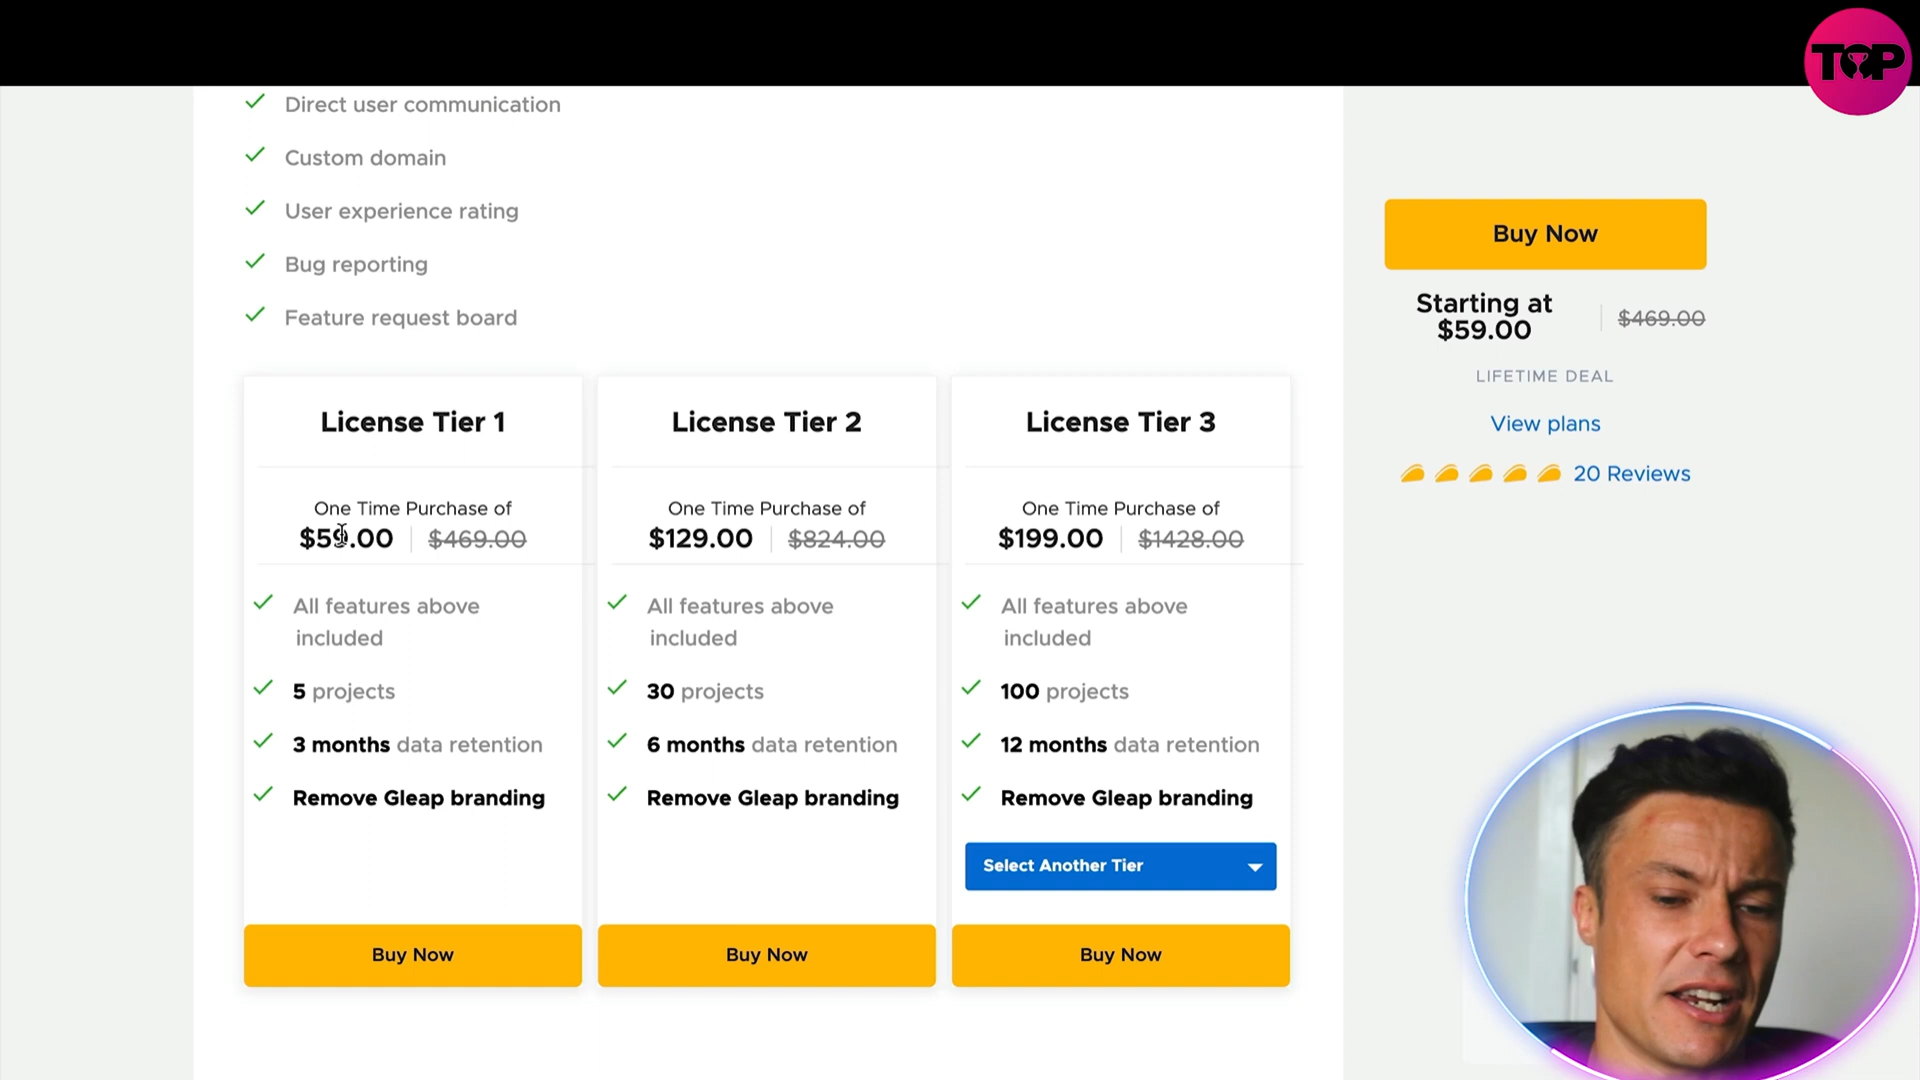 TOP
Direct user communication
Custom domain
User experience rating
Bug reporting
Feature request board
Buy Now
Starting at
$59.00
$469.00
LIFETIME DEAL
View plans
20 Reviews
License Tier 1
One Time Purchase of
$59.00 $469.00
All features above
included
5 projects
3 months data retention
Remove Gleap branding
Buy Now
License Tier 2
One Time Purchase of
$129.00 $824.00
All features above
included
30 projects
6 months data retention
Remove Gleap branding
Buy Now
License Tier 3
One Time Purchase of
$199.00 $1428.00
All features above
included
100 projects
12 months data retention
Remove Gleap branding
Select Another Tier
Buy Now